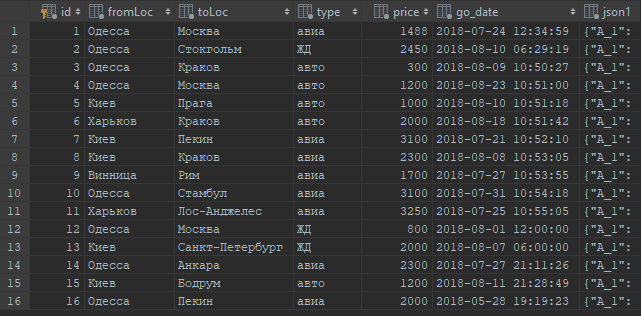 id fromLoc toLoc type price go_date json1
1 1 Одесса Москва авиа 1488 2018-07-24 12:34:59 {"A_1":
2 2 Одесса Стокгольм ЖД 2450 2018-08-10 06:29:19 {"A_1":
3 3 Одесса Краков авто 300 2018-08-09 10:50:27 {"A_1":
4 4 Одесса Москва авто 1200 2018-08-23 10:51:00 {"A_1":
5 5 Киев Прага авто 1000 2018-08-10 10:51:18 {"A_1":
6 6 Харьков Краков авто 2000 2018-08-18 10:51:42 {"A_1":
7 7 Киев Пекин авиа 3100 2018-07-21 10:52:10 {"A_1":
8 8 Киев Краков авиа 2300 2018-08-08 10:53:05 {"A_1":
9 9 Винница Рим авиа 1700 2018-07-27 10:53:55 {"A_1":
10 10 Одесса Стамбул авиа 3100 2018-07-31 10:54:18 {"A_1":
11 11 Харьков Лос-Анджелес авиа 3250 2018-07-25 10:55:05 {"A_1":
12 12 Одесса Москва ЖД 800 2018-08-01 12:00:00 {"A_1":
13 13 Киев Санкт-Петербург ЖД 2000 2018-08-07 06:00:00 {"A_1":
14 14 Одесса Анкара авиа 2300 2018-07-27 21:11:26 {"A_1":
15 15 Киев Бодрум авто 1200 2018-08-11 21:28:49 {"A_1":
16 16 Одесса Пекин авиа 2000 2018-05-28 19:19:23 {"A_1":